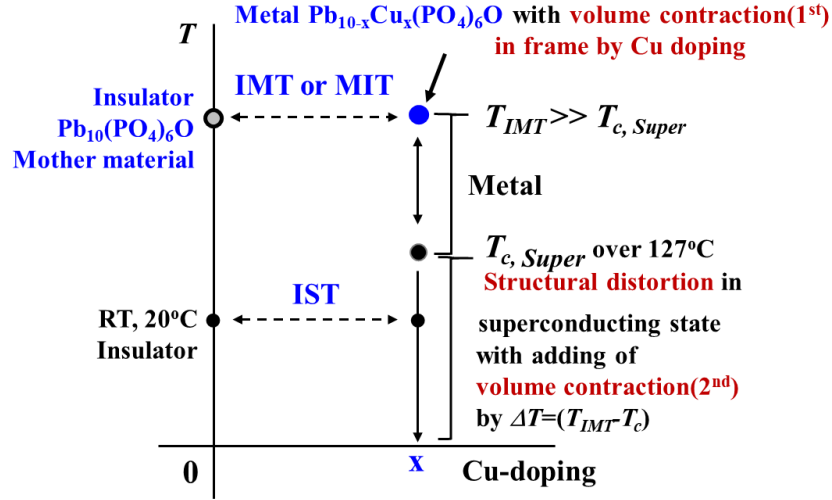 Metal Pb10-xCux(PO4)6O with volume contraction(1st)
in frame by Cu doping
T
Insulator
Pb10(PO4)6O
Mother material
IMT or MIT
TIMT >> Tc, Super
Metal
Tc, Super over 127ºC
Structural distortion in
superconducting state
with adding of
volume contraction(2nd)
by ΔT=(TIMT-Tc)
IST
RT, 20ºC
Insulator
0
x
Cu-doping